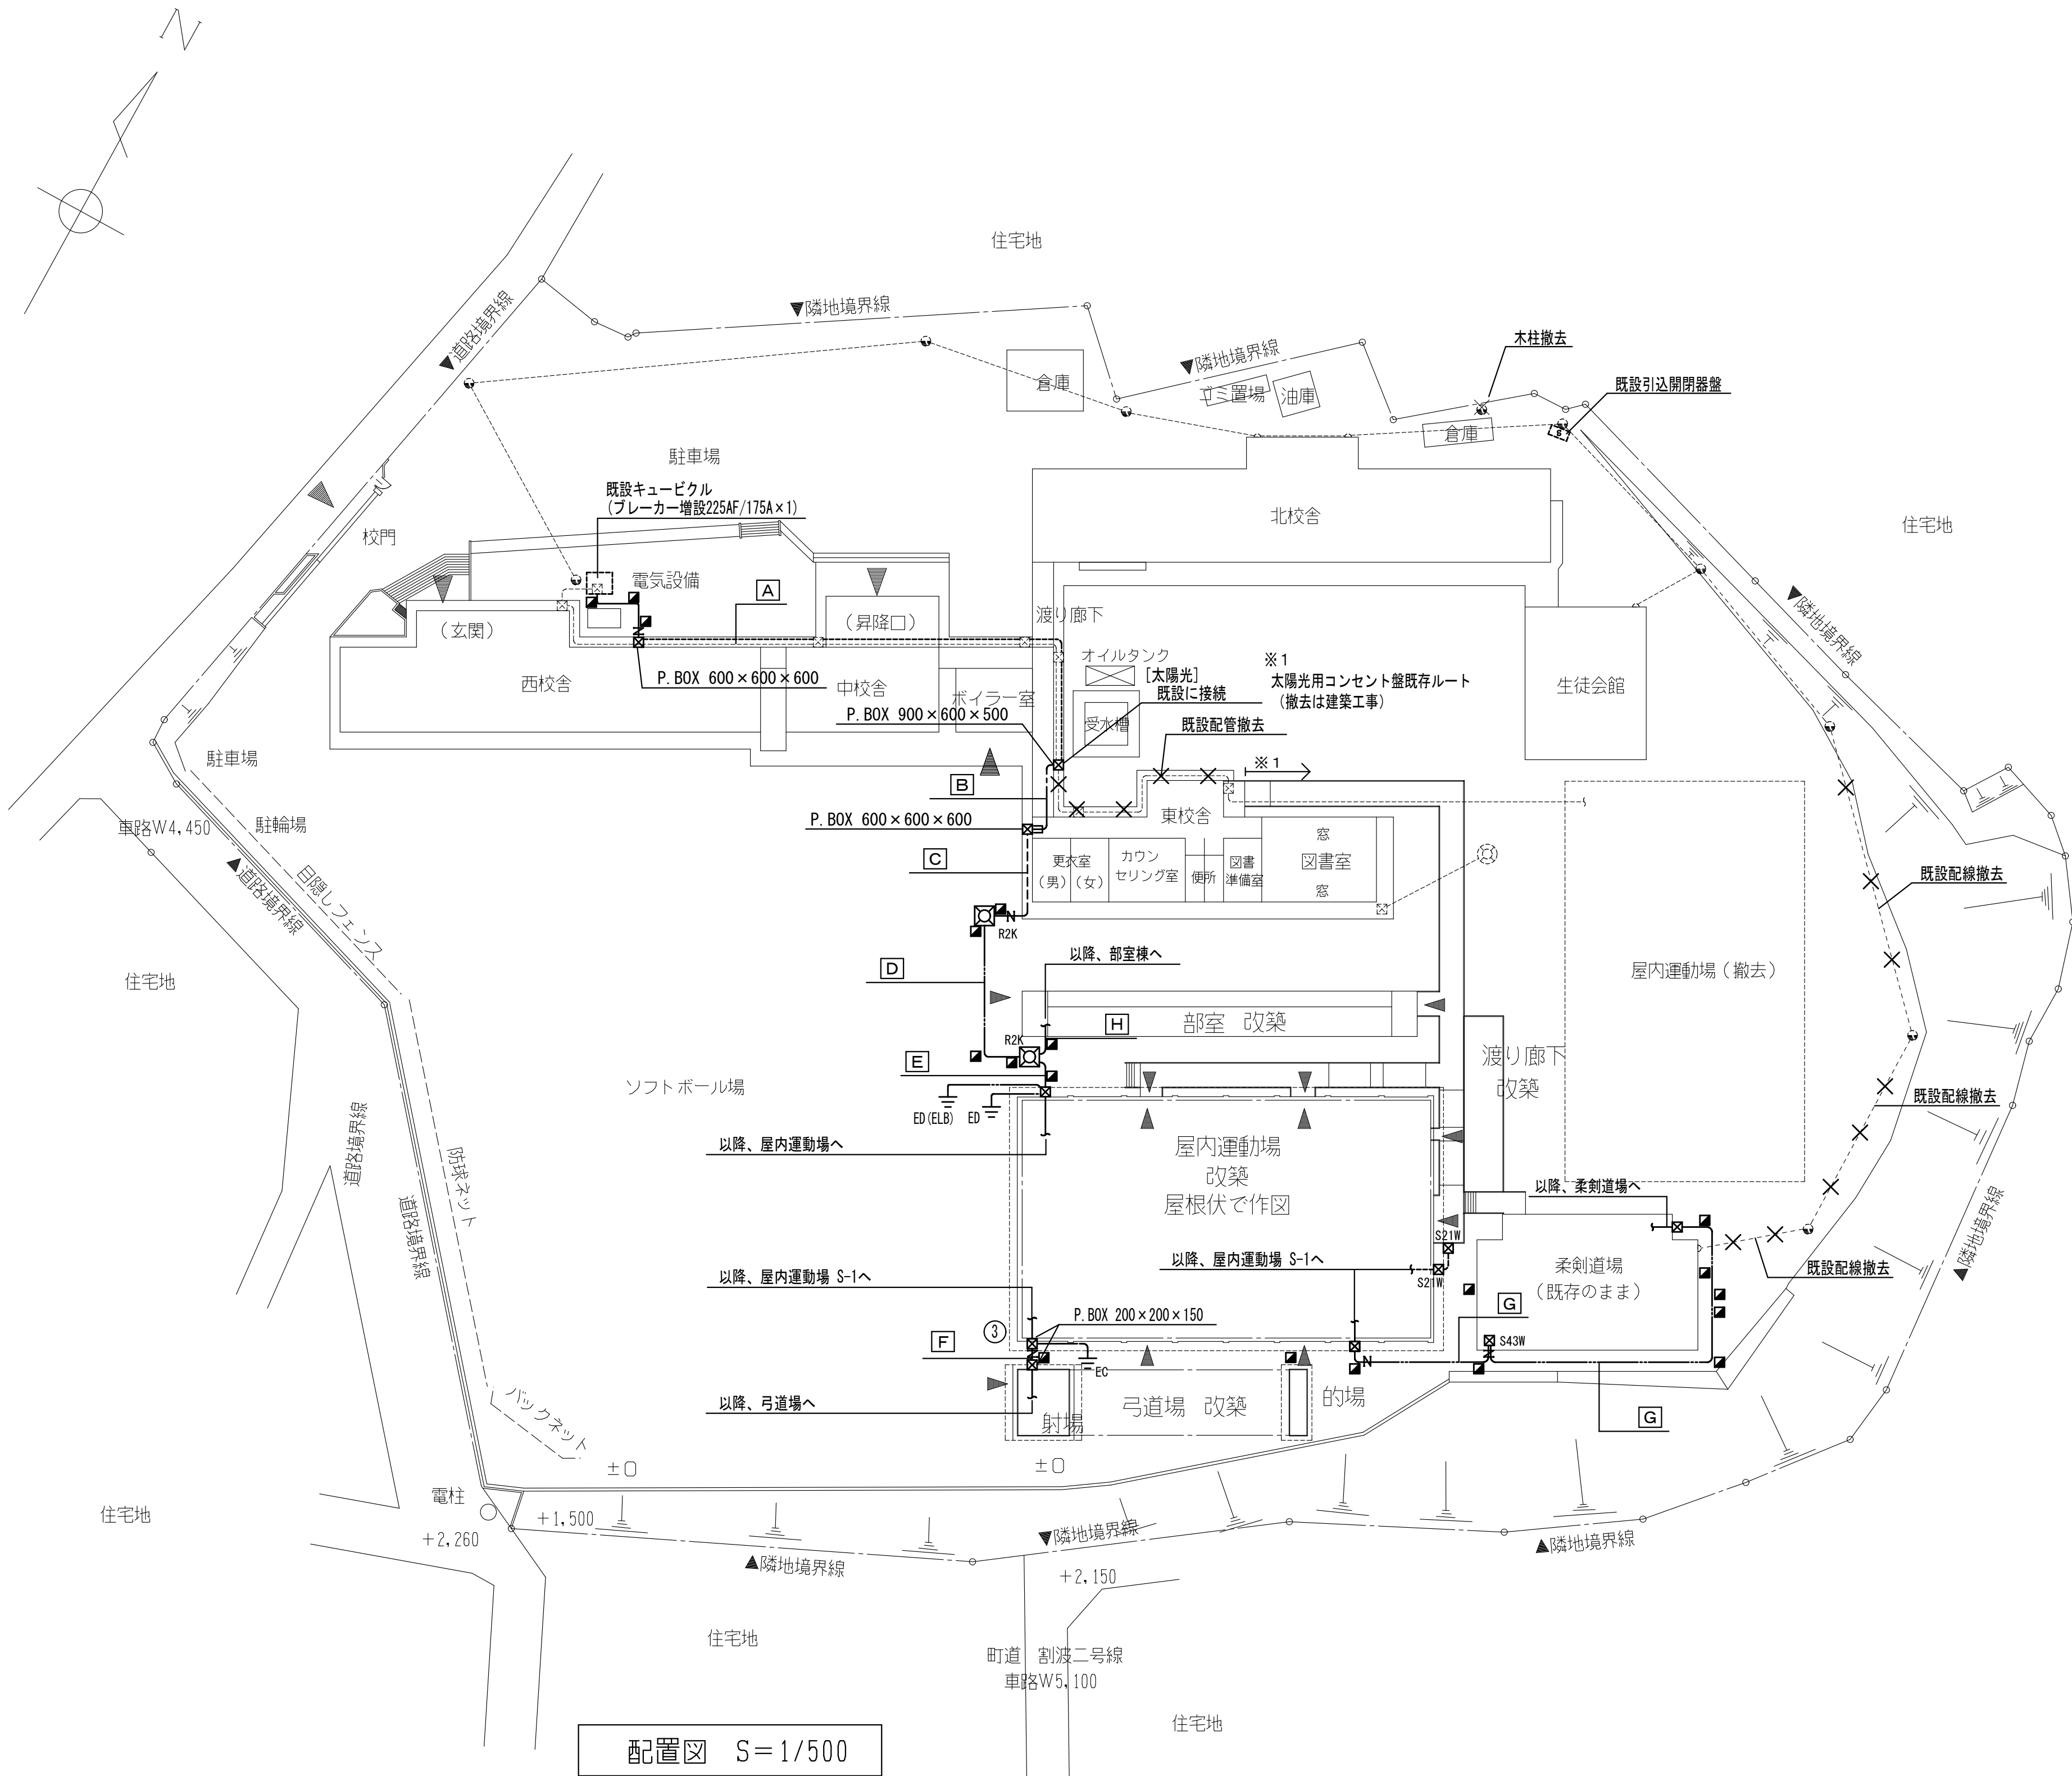 N
住宅地
▼隣地境界線
▼道路境界線
▼隣地境界線
木柱撤去
既設引込開閉器盤
倉庫
ゴミ置場
油庫
倉庫
S
駐車場
既設キュービクル
(ブレーカー増設225AF/175A×1)
北校舎
住宅地
校門
電気設備
A
(玄関)
(昇降口)
渡り廊下
▼隣地境界線
オイルタンク
[太陽光]
既設に接続
※1
太陽光用コンセント盤既存ルート
(撤去は建築工事)
P.BOX 600×600×600
西校舎
中校舎
ボイラー室
生徒会館
P.BOX 900×600×500
受水槽
既設配管撤去
駐車場
※1
B
東校舎
P.BOX 600×600×600
車路W4,450
駐輪場
窓
C
更衣室
(男)
(女)
カウン
セリング室
便所
図書
準備室
図書室
窓
▼道路境界線
目隠しフェンス
既設配線撤去
N
R2K
以降、部室棟へ
D
住宅地
屋内運動場(撤去)
部室 改築
H
R2K
渡り廊下
改築
E
ソフトボール場
既設配線撤去
ED(ELB)
ED
道路境界線
以降、屋内運動場へ
屋内運動場
改築
屋根伏で作図
防球ネット
道路境界線
以降、柔剣道場へ
▼隣地境界線
S21W
以降、屋内運動場 S-1へ
S21W
柔剣道場
(既存のまま)
既設配線撤去
以降、屋内運動場 S-1へ
P.BOX 200×200×150
G
3
F
S43W
N
EC
以降、弓道場へ
射場
弓道場 改築
的場
G
バックネット
±0
±0
電柱
住宅地
+1,500
+2,260
▼隣地境界線
▲隣地境界線
▲隣地境界線
+2,150
住宅地
町道 割波二号線
車路W5,100
住宅地
配置図 S=1/500